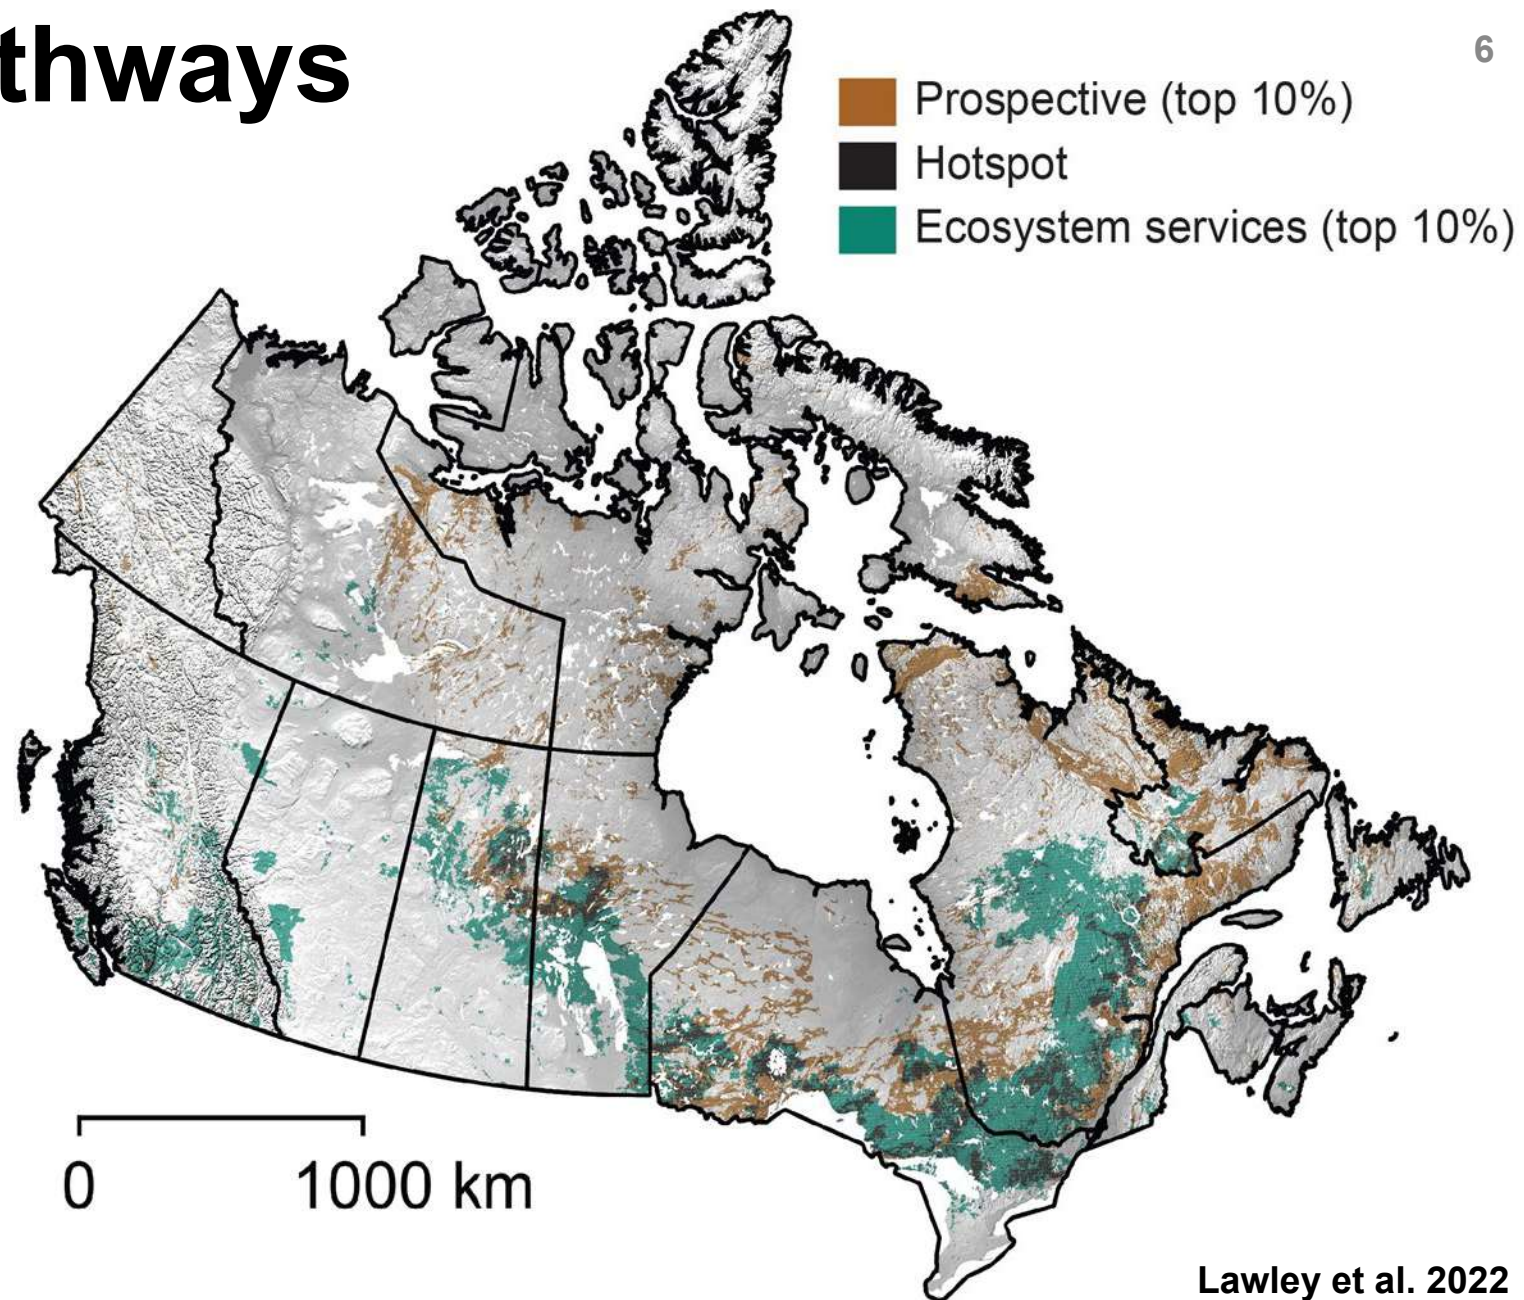 thways
6
Prospective (top 10%)
Hotspot
Ecosystem services (top 10%)
0 1000 km
Lawley et al. 2022